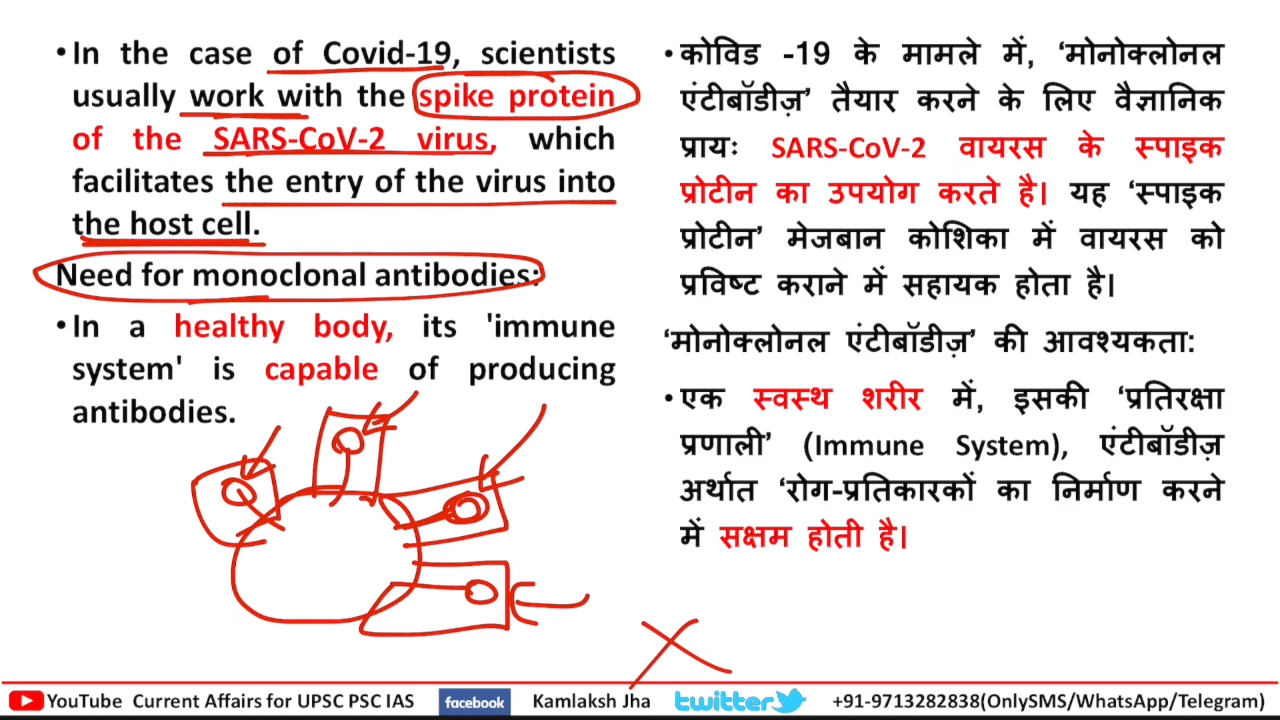 • In the case of Covid-19, scientists
usually work with the spike protein
of the SARS-CoV-2 virus, which
facilitates the entry of the virus into
the host cell.
Need for monoclonal antibodies:
• In a healthy body, its 'immune
system' is capable of producing
antibodies.
• कोविड -19 के मामले में, ‘मोनोक्लोनल
एंटीबॉडीज़’ तैयार करने के लिए वैज्ञानिक
प्रायः SARS-CoV-2 वायरस के स्पाइक
प्रोटीन का उपयोग करते है। यह ‘स्पाइक
प्रोटीन’ मेजबान कोशिका में वायरस को
प्रविष्ट कराने में सहायक होता है।
‘मोनोक्लोनल एंटीबॉडीज़’ की आवश्यकता:
• एक स्वस्थ शरीर में, इसकी ‘प्रतिरक्षा
प्रणाली’ (Immune System), एंटीबॉडीज़
अर्थात ‘रोग-प्रतिकारकों का निर्माण करने
में सक्षम होती है।
YouTube Current Affairs for UPSC PSC IAS facebook Kamlaksh Jha twitter +91-9713282838(OnlySMS/WhatsApp/Telegram)